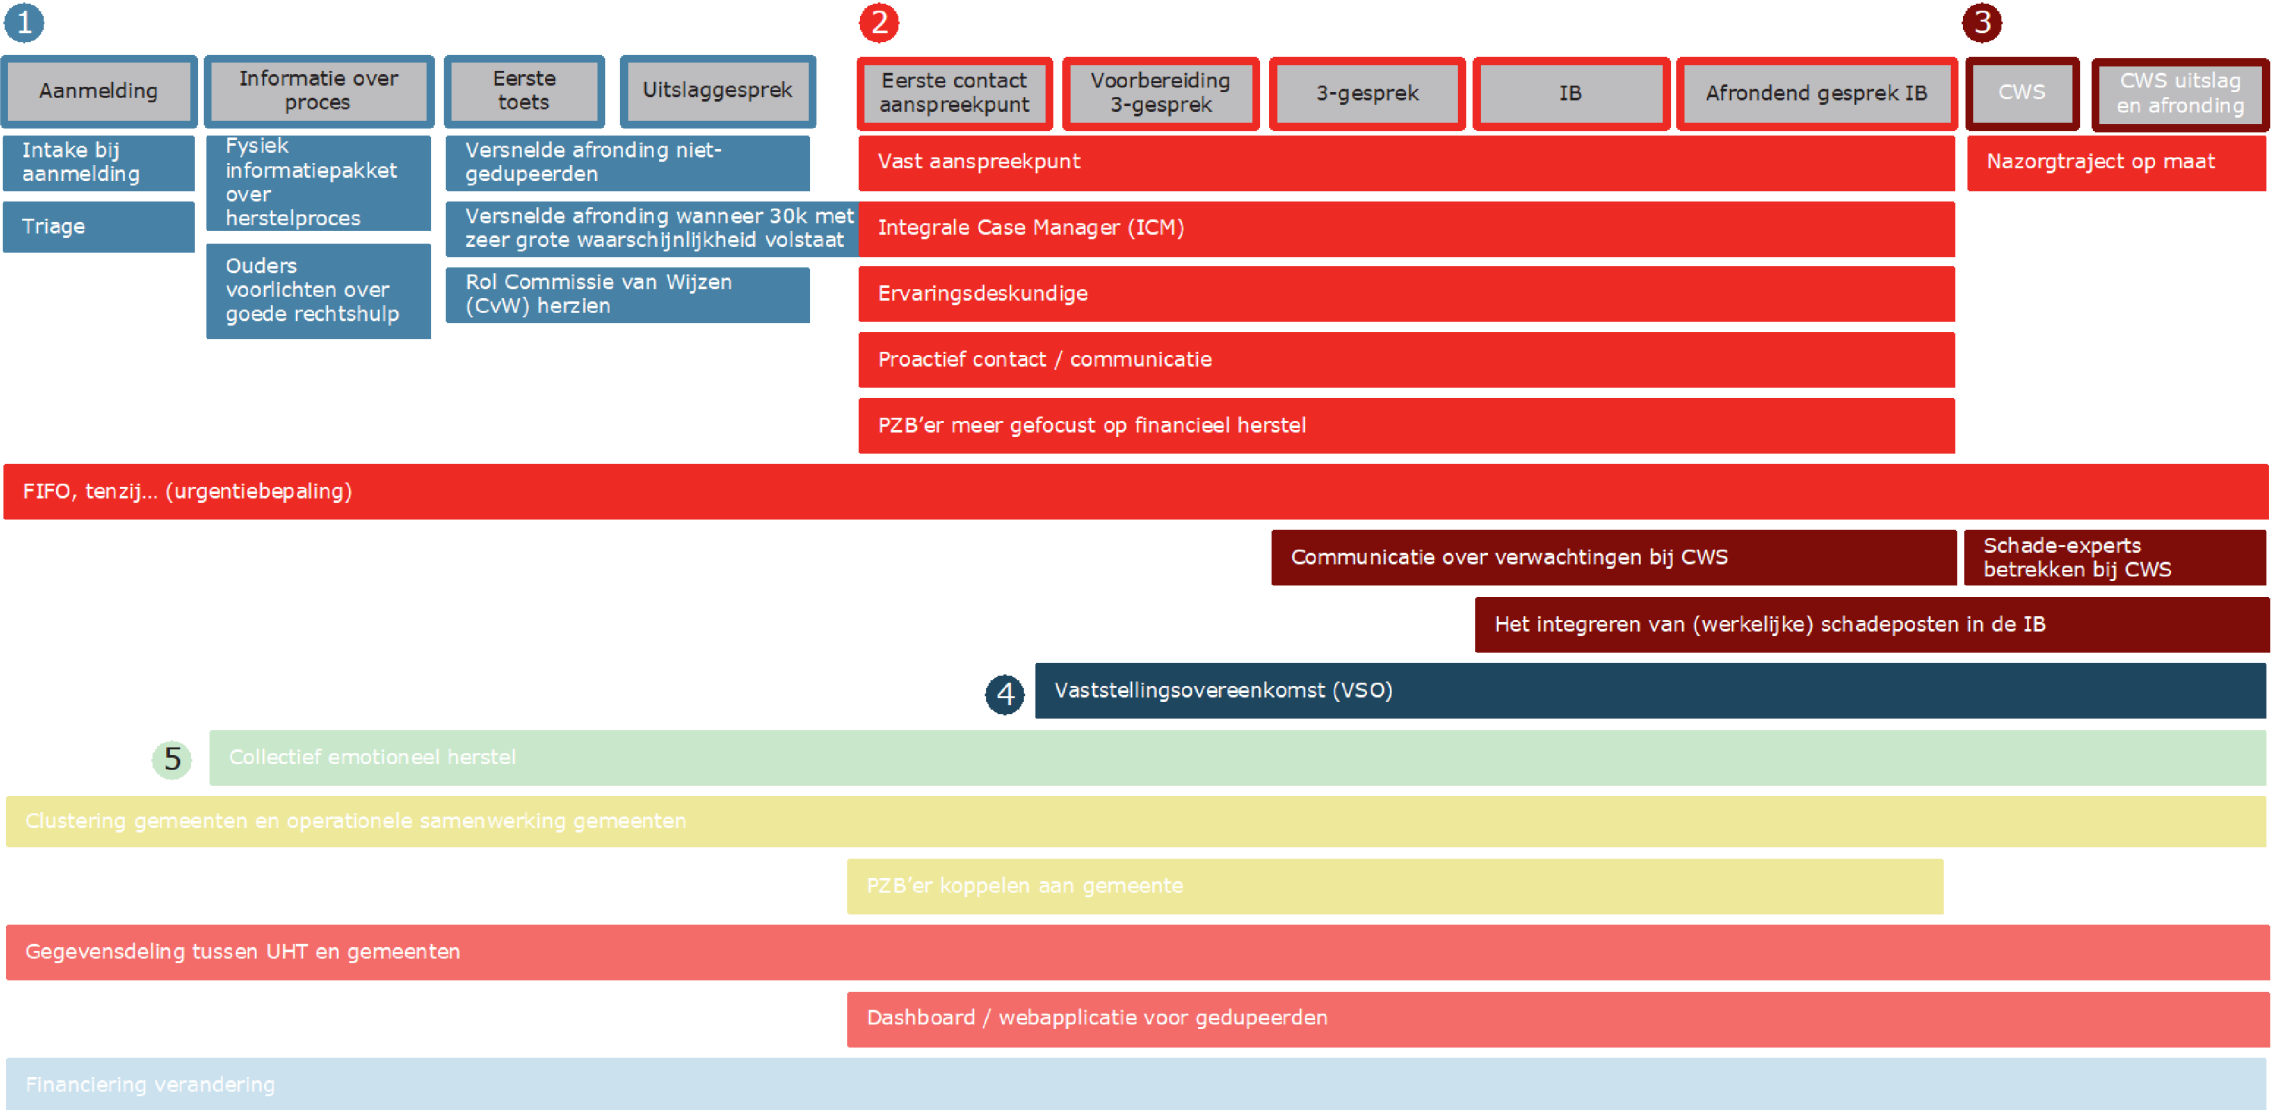 1
2
3
Aanmelding
Informatie over
proces
Eerste
toets
Uitslaggesprek
Eerste contact
aanspreekpunt
Voorbereiding
3-gesprek
3-gesprek
IB
Afrondend gesprek IB
CWS
CWS uitslag
en afronding
Intake bij
aanmelding
Triage
Fysiek
informatiepakket
over
herstelproces
Ouders
voorlichten over
goede rechtshulp
Versnelde afronding niet-
gedupeerden
Versnelde afronding wanneer 30k met
zeer grote waarschijnlijkheid volstaat
Rol Commissie van Wijzen
(CvW) herzien
Vast aanspreekpunt
Nazorgtraject op maat
Integrale Case Manager (ICM)
Ervaringsdeskundige
Proactief contact / communicatie
PZB’er meer gefocust op financieel herstel
FIFO, tenzij... (urgentiebepaling)
Communicatie over verwachtingen bij CWS
Schade-experts
betrekken bij CWS
Het integreren van (werkelijke) schadeposten in de IB
4
Vaststellingsovereenkomst (VSO)
5
Collectief emotioneel herstel
Clustering gemeenten en operationele samenwerking gemeenten
PZB’er koppelen aan gemeente
Gegevensdeling tussen UHT en gemeenten
Dashboard / webapplicatie voor gedupeerden
Financiering verandering